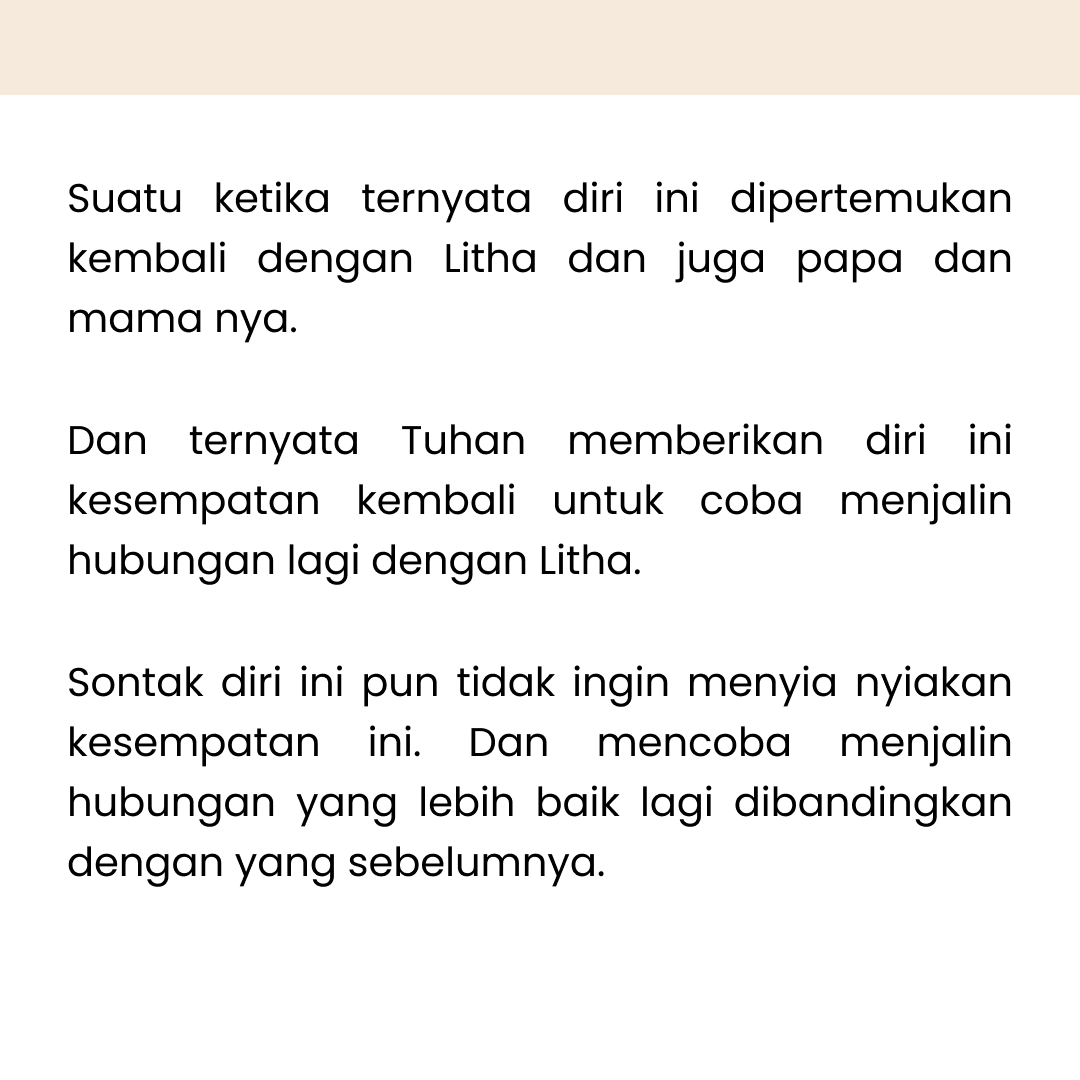 Suatu ketika ternyata diri ini dipertemukan
kembali dengan Litha dan juga papa dan
mama nya.
Dan ternyata Tuhan memberikan diri ini
kesempatan kembali untuk coba menjalin
hubungan lagi dengan Litha.
Sontak diri ini pun tidak ingin menyia nyiakan
kesempatan ini. Dan mencoba menjalin
hubungan yang lebih baik lagi dibandingkan
dengan yang sebelumnya.